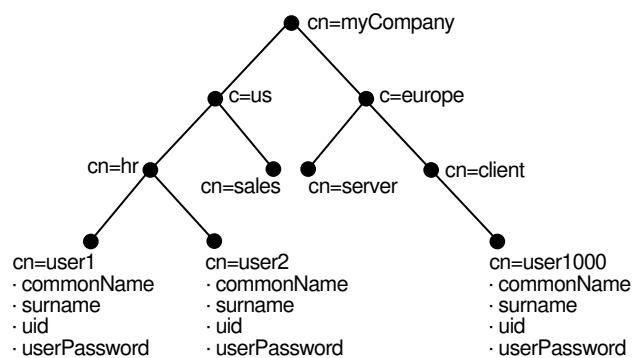 cn=myCompany
c=us
c=europe
cn=hr
cn=sales
cn=server
cn=client
cn=user1
· commonName
· surname
· uid
· userPassword
cn=user2
· commonName
· surname
· uid
· userPassword
cn=user1000
· commonName
· surname
· uid
· userPassword